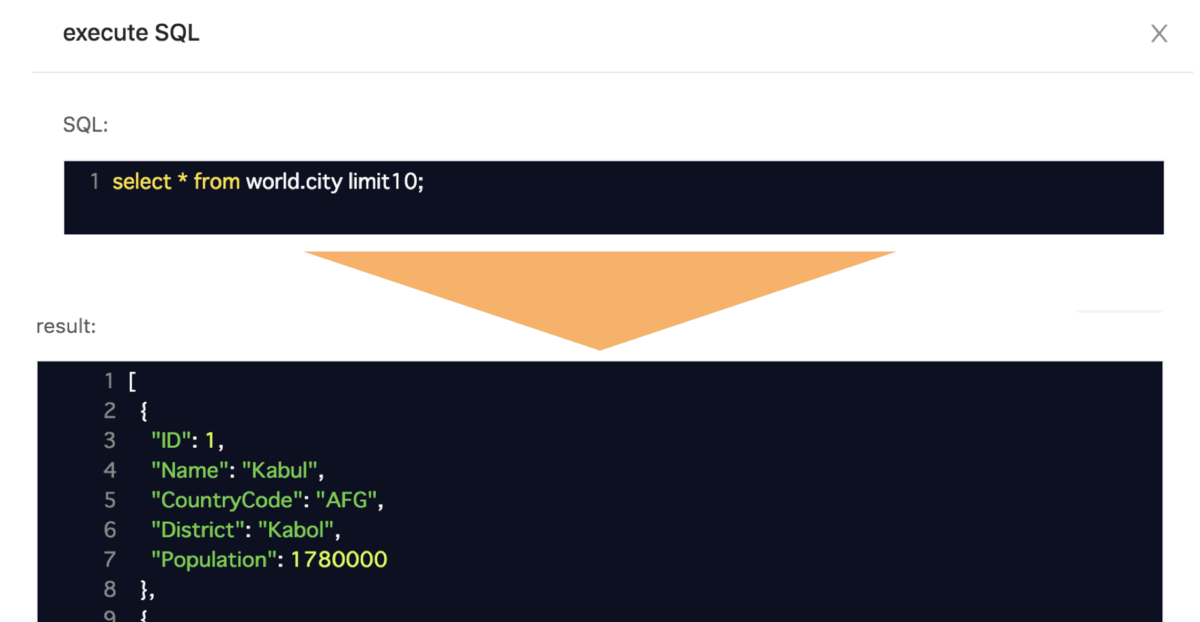 execute SQL
SQL:
1 select * from world.city limit10;
result:
1 [
2 {
3 "ID": 1,
4 "Name": "Kabul",
5 "CountryCode": "AFG",
6 "District": "Kabol",
7 "Population": 1780000
8 },
9 {